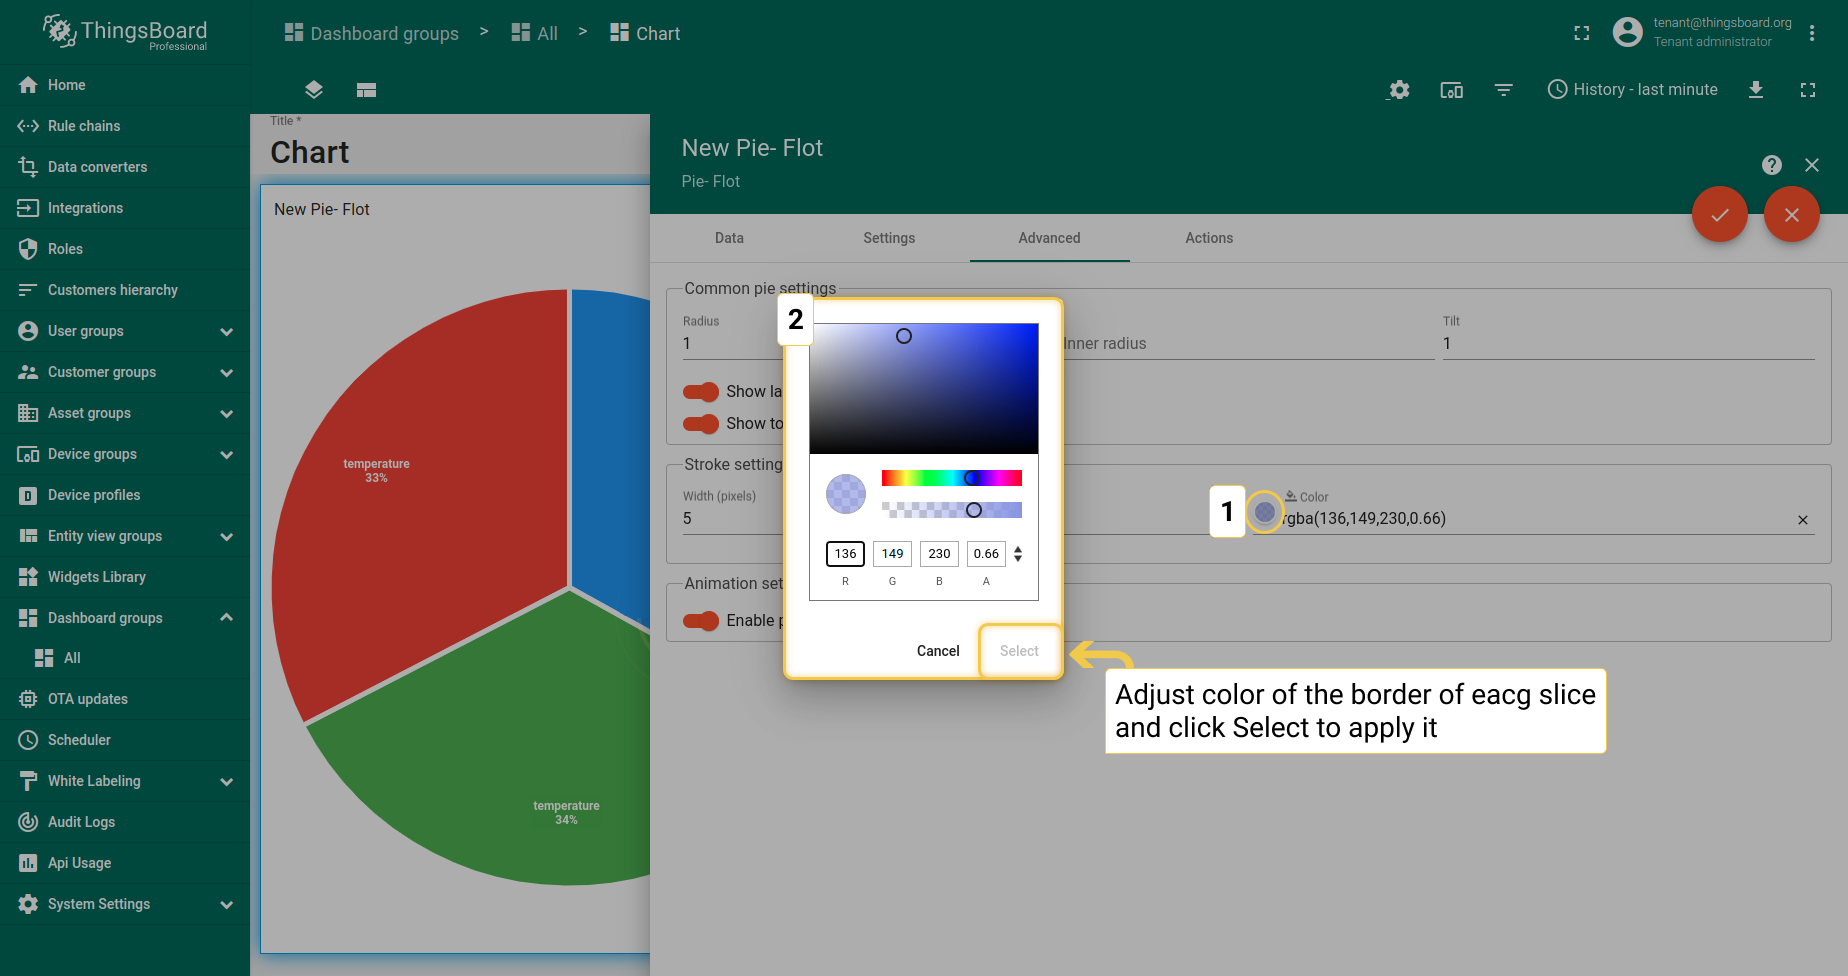 ThingsBoard
Professional
Home
Rule chains
Data converters
Integrations
Roles
Customers hierarchy
User groups
Customer groups
Asset groups
Device groups
Device profiles
Entity view groups
Widgets Library
Dashboard groups
All
OTA updates
Scheduler
White Labeling
Audit Logs
Api Usage
System Settings
Dashboard groups > All > Chart
tenant@thingsboard.org
Tenant administrator
History - last minute
Title *
Chart
New Pie- Flot
temperature
33%
temperature
34%
New Pie- Flot
Pie- Flot
Data
Settings
Advanced
Actions
Common pie settings
Radius
1
Inner radius
Tilt
1
Show la
Show to
Stroke setting
Width (pixels)
5
1
Color
rgba(136,149,230,0.66)
Animation set
Enable p
2
136 149 230 0.66
R G B A
Cancel
Select
Adjust color of the border of eacg slice
and click Select to apply it